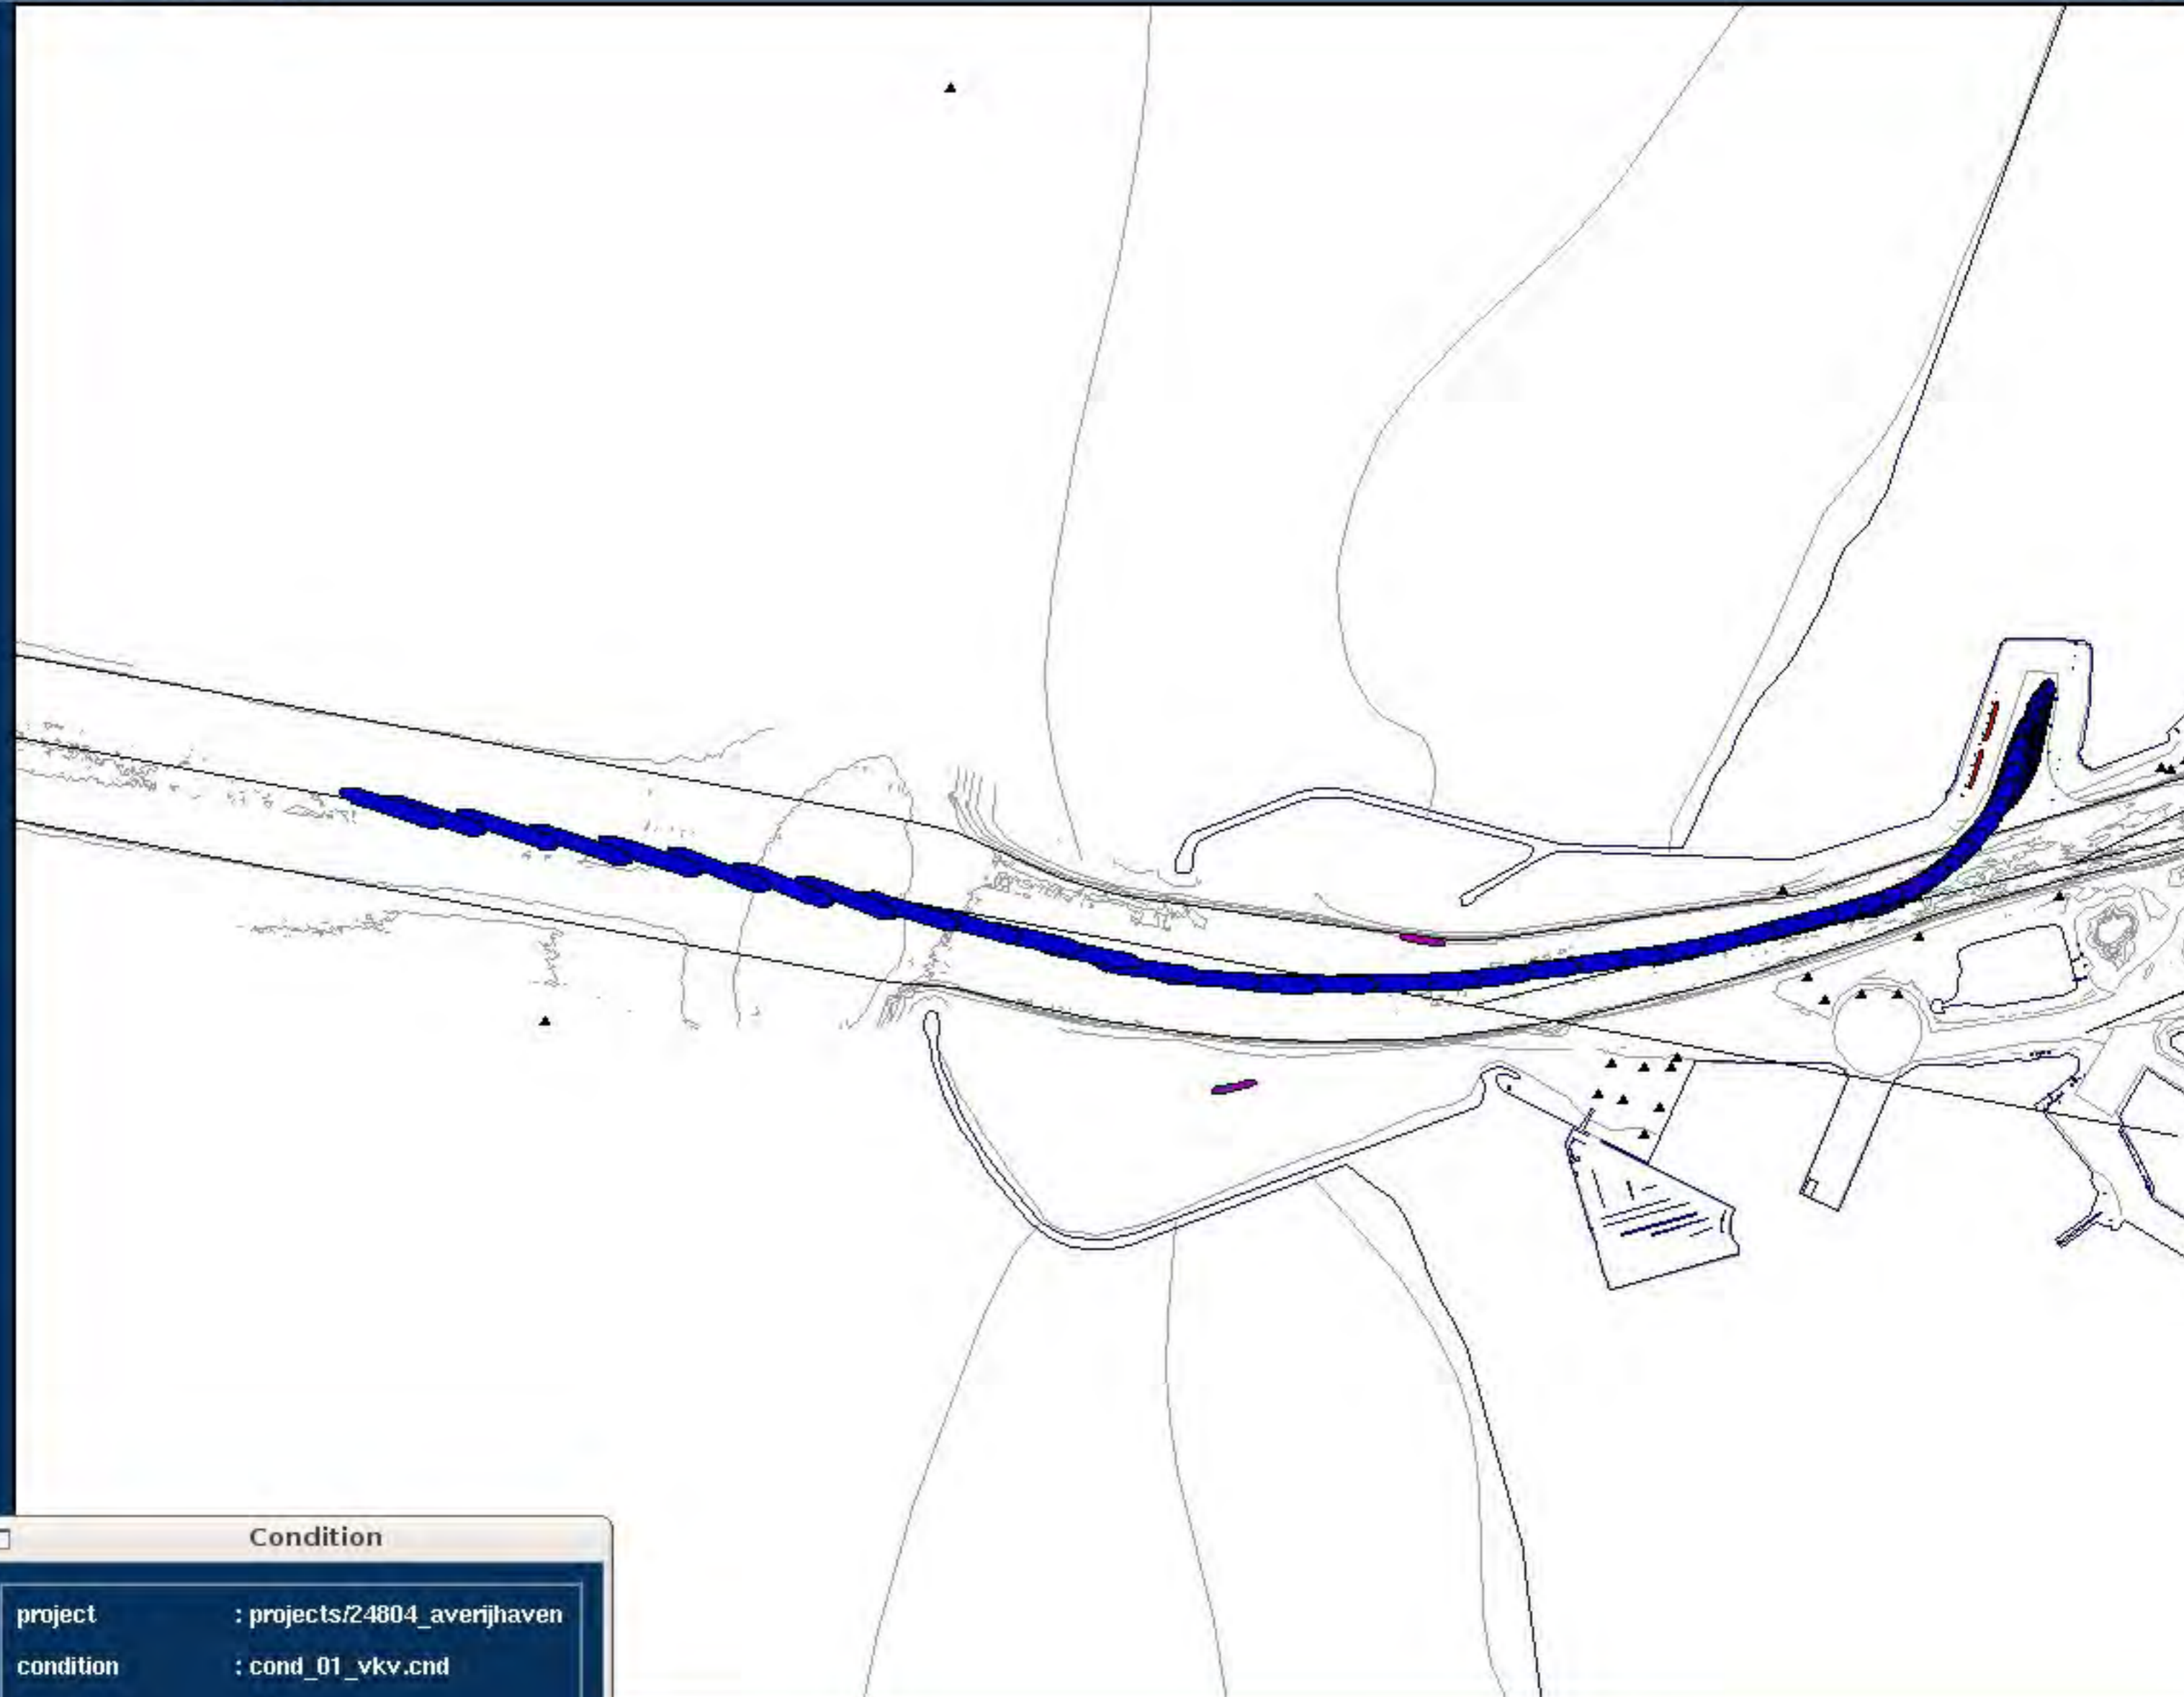 Condition
project : projects/24804_averijhaven
condition : cond_01_vkv.cnd